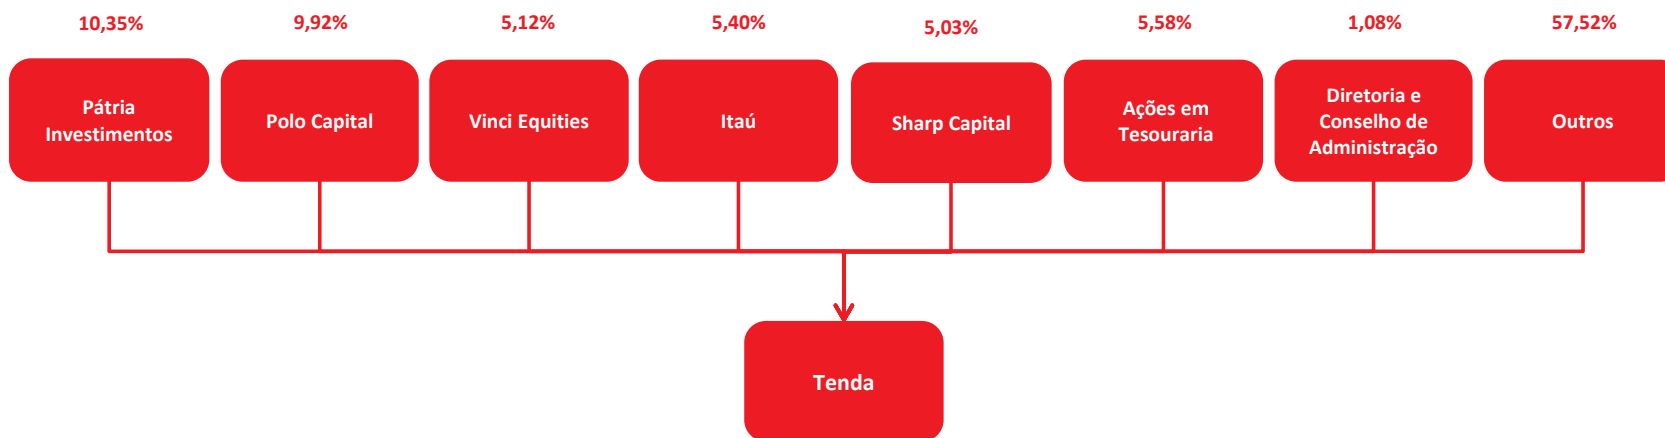 10,35%
9,92%
5,12%
5,40%
5,03%
5,58%
1,08%
57,52%
Pátria
Investimentos
Polo Capital
Vinci Equities
Itaú
Sharp Capital
Ações em
Tesouraria
Diretoria e
Conselho de
Administração
Outros
Tenda